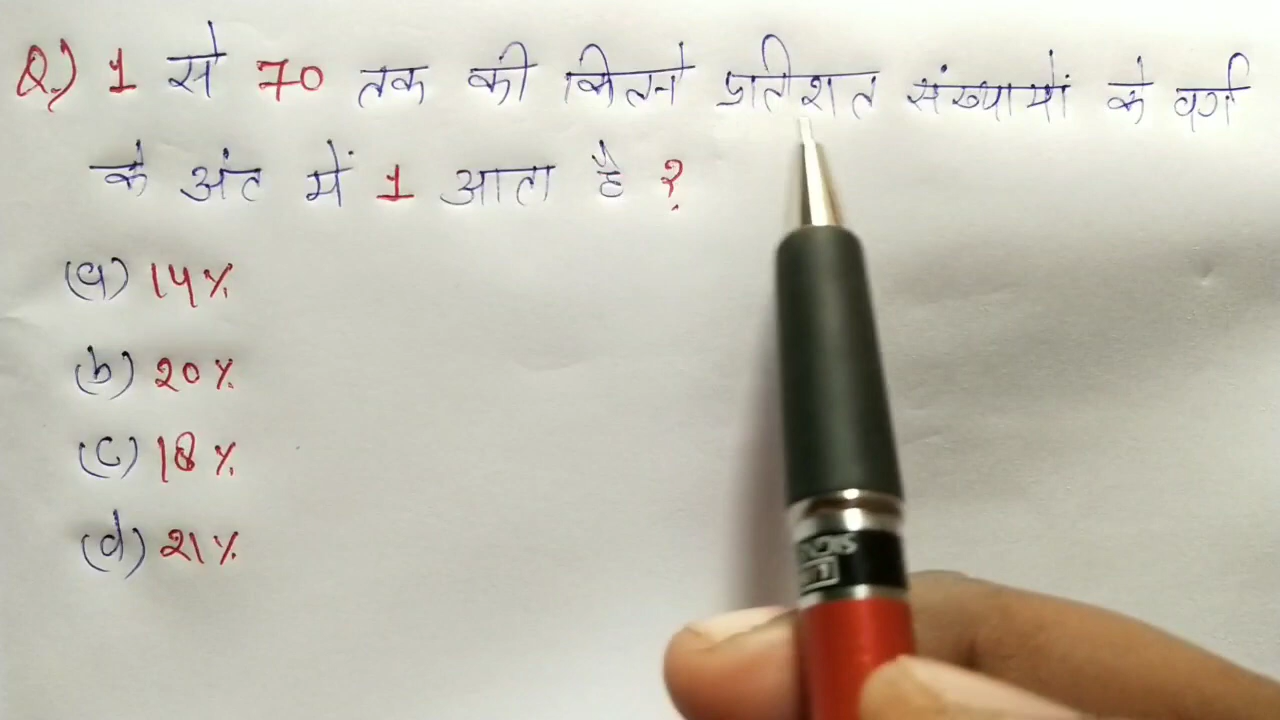 Q.) 1 से 70 तक की कितने प्रतिशत संख्याओं के वर्ग
के अंत में 1 आता है ?
(a) 14%
(b) 20%
(c) 18%
(d) 21%